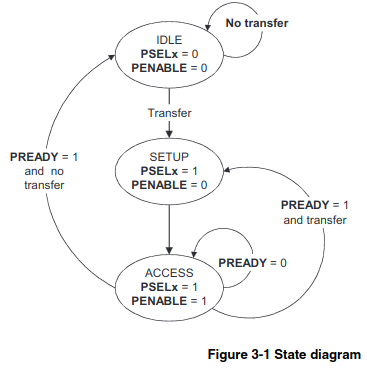 No transfer
IDLE
PSELx = 0
PENABLE = 0
Transfer
SETUP
PSELx = 1
PENABLE = 0
PREADY = 1
and no
transfer
PREADY = 1
and transfer
PREADY = 0
ACCESS
PSELx = 1
PENABLE = 1
Figure 3-1 State diagram